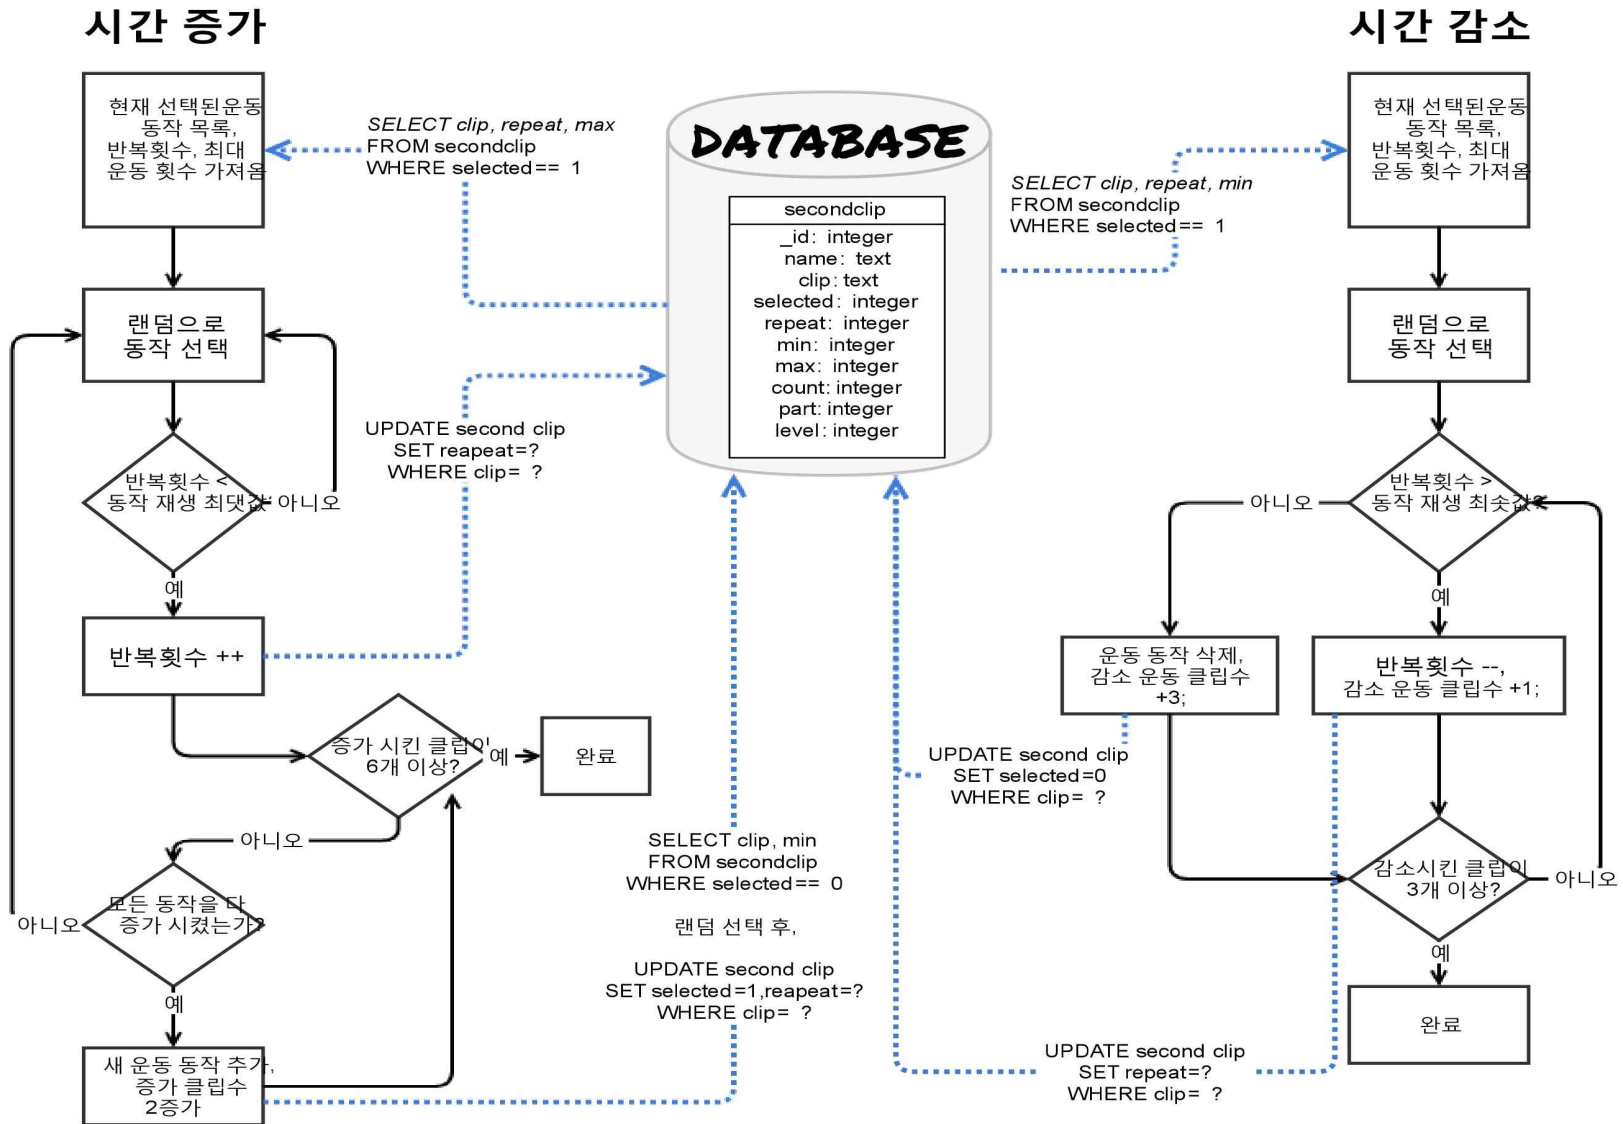 시간 증가
현재 선택된운동
동작 목록,
반복횟수, 최대
운동 횟수 가져옴
랜덤으로
동작 선택
반복횟수 <
동작 재생 최댓값?
아니오
예
반복횟수 ++
증가 시킨 클립이
6개 이상?
예
완료
아니오
모든 동작을 다
증가 시켰는가?
아니오
예
새 운동 동작 추가,
증가 클립수
2증가
SELECT clip, repeat, max
FROM secondclip
WHERE selected== 1
UPDATE second clip
SET reapeat=?
WHERE clip= ?
DATABASE
secondclip
_id: integer
name: text
clip: text
selected: integer
repeat: integer
min: integer
max: integer
count: integer
part: integer
level: integer
SELECT clip, min
FROM secondclip
WHERE selected== 0
랜덤 선택 후,
UPDATE second clip
SET selected=1,reapeat=?
WHERE clip= ?
시간 감소
SELECT clip, repeat, min
FROM secondclip
WHERE selected== 1
현재 선택된운동
동작 목록,
반복횟수, 최대
운동 횟수 가져옴
랜덤으로
동작 선택
반복횟수 >
동작 재생 최솟값?
아니오
예
운동 동작 삭제,
감소 운동 클립수
+3;
반복횟수 --,
감소 운동 클립수 +1;
UPDATE second clip
SET selected=0
WHERE clip= ?
감소시킨 클립이
3개 이상?
아니오
예
완료
UPDATE second clip
SET repeat=?
WHERE clip= ?